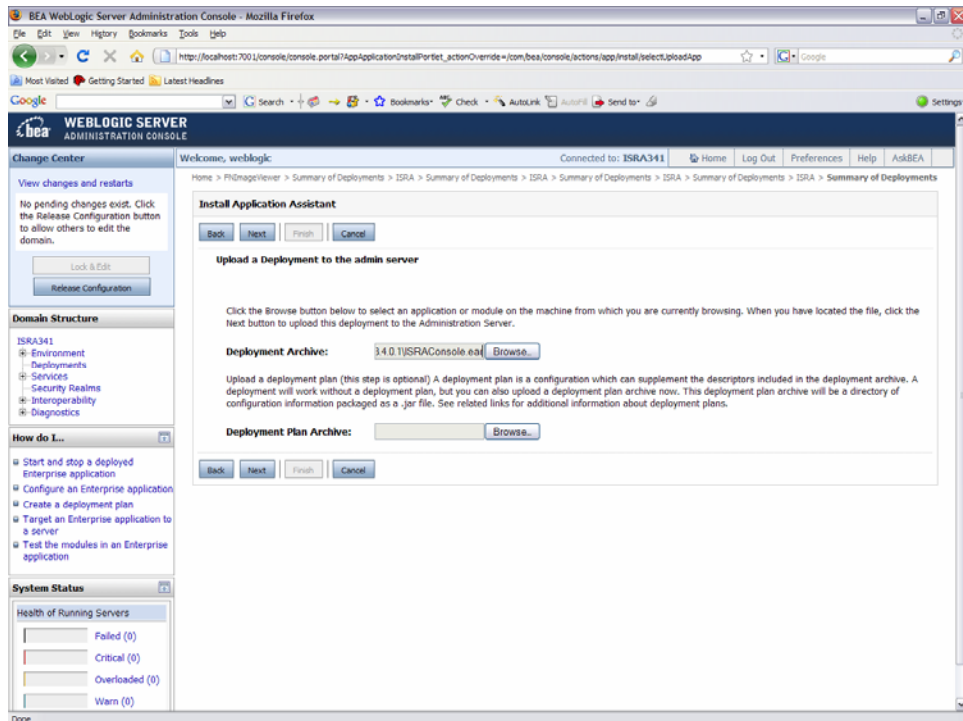 BEA WebLogic Server Administration Console - Mozilla Firefox
File Edit View History Bookmarks Tools Help
http://localhost:7001/console/console.portal?AppApplicationInstallPortlet_actionOverride=/com/bea/console/actions/app/install/selectUploadApp
Google
Most Visited Getting Started Latest Headlines
Google Search Bookmarks Check AutoLink AutoFill Send to Settings
bea WEBLOGIC SERVER
ADMINISTRATION CONSOLE
Change Center
View changes and restarts
No pending changes exist. Click
the Release Configuration button
to allow others to edit the
domain.
Lock & Edit
Release Configuration
Domain Structure
ISRA341
Environment
Deployments
Services
Security Realms
Interoperability
Diagnostics
How do I...
Start and stop a deployed
Enterprise application
Configure an Enterprise application
Create a deployment plan
Target an Enterprise application to
a server
Test the modules in an Enterprise
application
System Status
Health of Running Servers
Failed (0)
Critical (0)
Overloaded (0)
Warn (0)
Welcome, weblogic Connected to: ISRA341 Home Log Out Preferences Help AskBEA
Home > FNImageViewer > Summary of Deployments > ISRA > Summary of Deployments > ISRA > Summary of Deployments > ISRA > Summary of Deployments > ISRA > Summary of Deployments
Install Application Assistant
Back Next Finish Cancel
Upload a Deployment to the admin server
Click the Browse button below to select an application or module on the machine from which you are currently browsing. When you have located the file, click the
Next button to upload this deployment to the Administration Server.
Deployment Archive: 3.4.0.1\ISRAConsole.ear Browse..
Upload a deployment plan (this step is optional) A deployment plan is a configuration which can supplement the descriptors included in the deployment archive. A
deployment will work without a deployment plan, but you can also upload a deployment plan archive now. This deployment plan archive will be a directory of
configuration information packaged as a .jar file. See related links for additional information about deployment plans.
Deployment Plan Archive: Browse..
Back Next Finish Cancel
Done